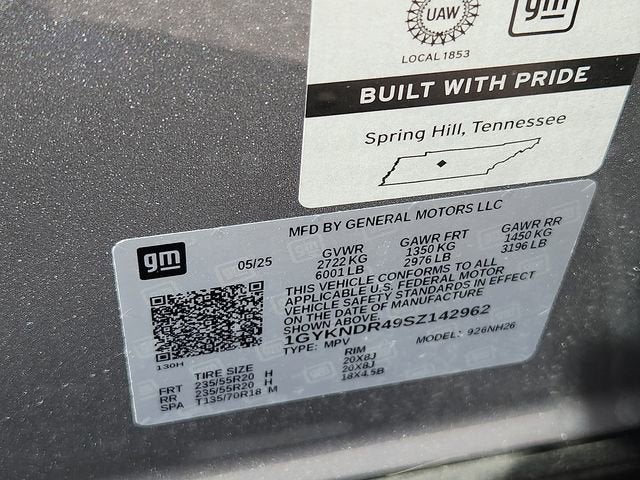 UAW
gm
LOCAL 1853
BUILT WITH PRIDE
Spring Hill, Tennessee
MFD BY GENERAL MOTORS LLC
gm
05/25
GVWR
2722 KG
6001 LB
GAWR FRT
1350 KG
2976 LB
GAWR RR
1450 KG
3196 LB
THIS VEHICLE CONFORMS TO ALL
APPLICABLE U.S. FEDERAL MOTOR
VEHICLE SAFETY STANDARDS IN EFFECT
ON THE DATE OF MANUFACTURE
SHOWN ABOVE.
1GYKNDR49SZ142962
TYPE: MPV
MODEL: 926NH26
130H
TIRE SIZE RIM
FRT 235/55R20 H 20X8J
RR 235/55R20 H 20X8J
SPA T135/70R18 M 18X4.5B